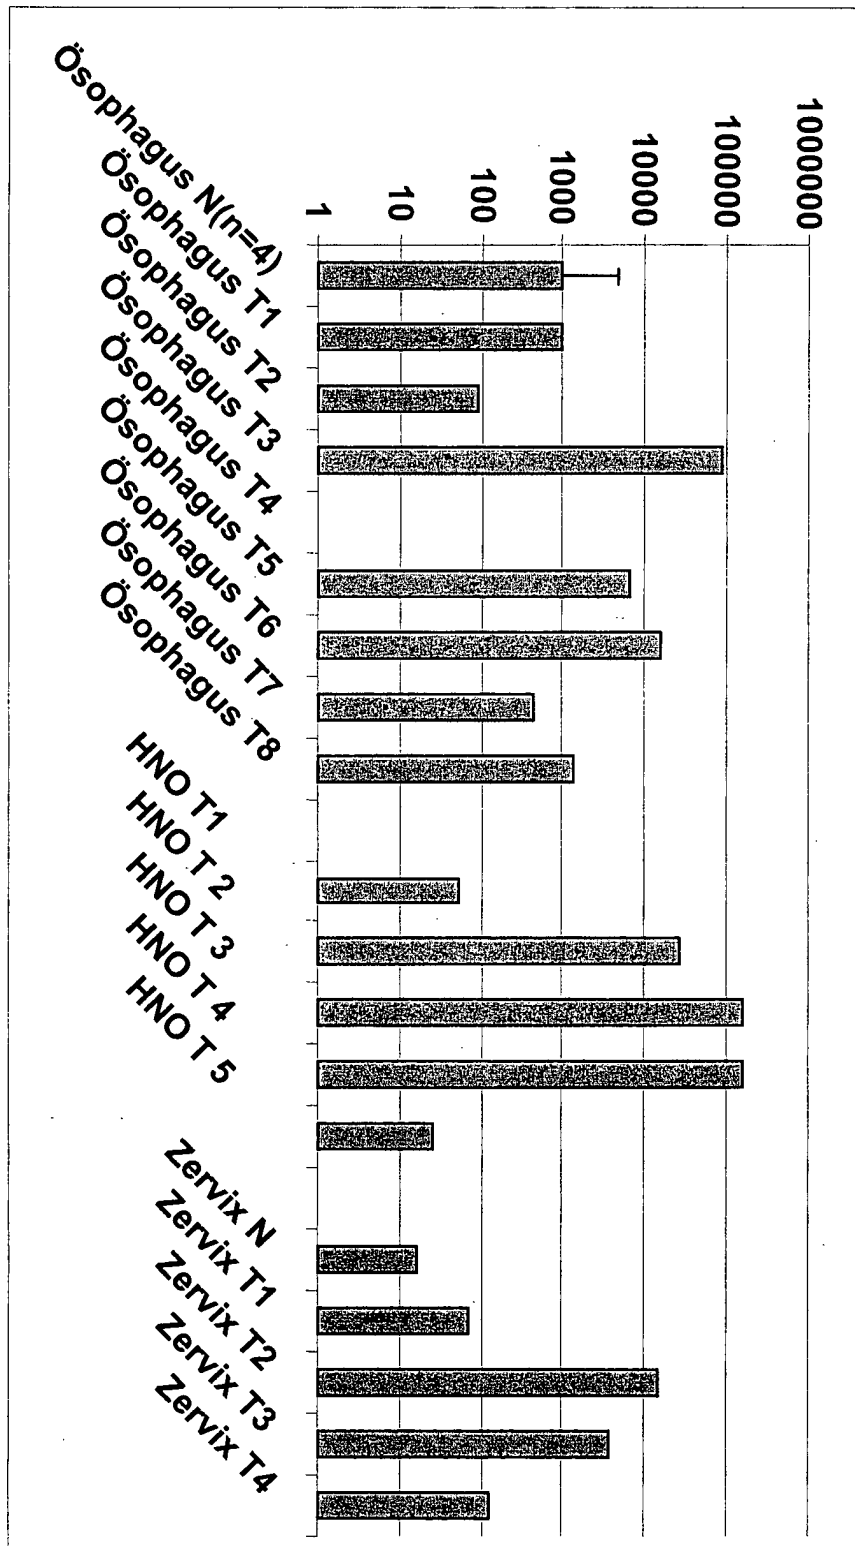 1000000
100000
10000
1000
100
10
1
Ösophagus N(n=4)
Ösophagus T1
Ösophagus T2
Ösophagus T3
Ösophagus T4
Ösophagus T5
Ösophagus T6
Ösophagus T7
Ösophagus T8
HNO T1
HNO T 2
HNO T 3
HNO T 4
HNO T 5
Zervix N
Zervix T1
Zervix T2
Zervix T3
Zervix T4